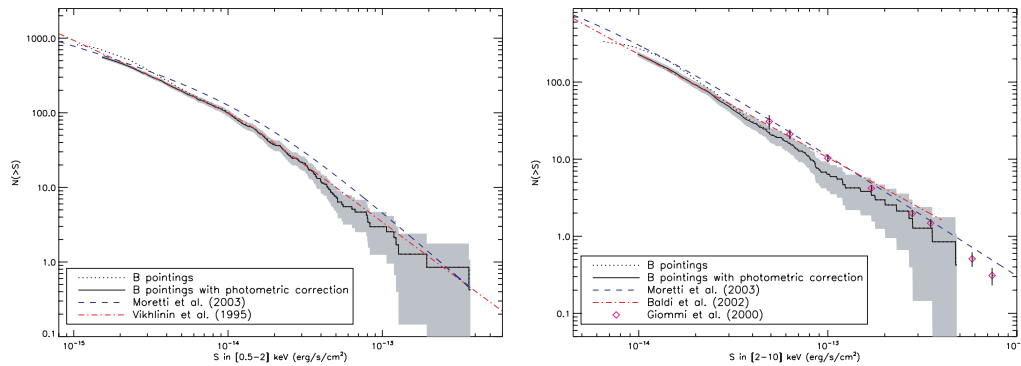 1000.0
100.0
10.0
1.0
0.1
N(>S)
B pointings
B pointings with photometric correction
Moretti et al. (2003)
Vikhlinin et al. (1995)
10⁻¹⁵ 10⁻¹⁴ 10⁻¹³
S in [0.5-2] keV (erg/s/cm²)
100.0
10.0
1.0
0.1
N(>S)
B pointings
B pointings with photometric correction
Moretti et al. (2003)
Baldi et al. (2002)
Giommi et al. (2000)
10⁻¹⁴ 10⁻¹³ 10⁻
S in [2-10] keV (erg/s/cm²)